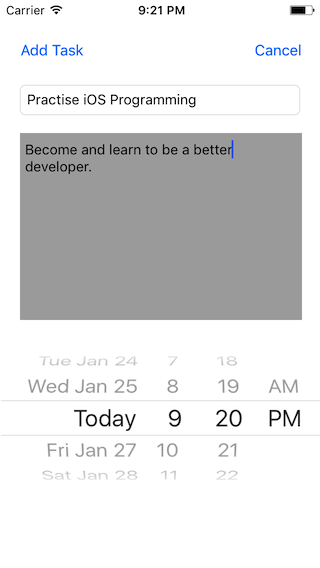 Carrier 9:21 PM
Add Task Cancel
Practise iOS Programming
Become and learn to be a better
developer.
Tue Jan 24 7 18
Wed Jan 25 8 19 AM
Today 9 20 PM
Fri Jan 27 10 21
Sat Jan 28 11 22